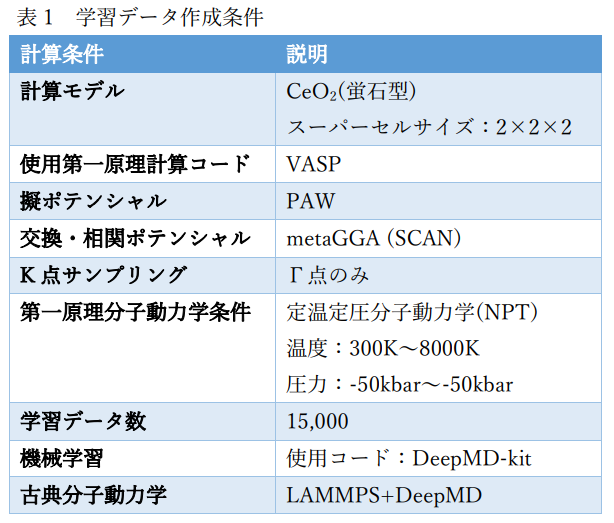 表1 学習データ作成条件
計算条件 説明
計算モデル CeO₂(蛍石型)
スーパーセルサイズ：2×2×2
使用第一原理計算コード VASP
擬ポテンシャル PAW
交換・相関ポテンシャル metaGGA (SCAN)
K点サンプリング Γ点のみ
第一原理分子動力学条件 定温定圧分子動力学(NPT)
温度：300K～8000K
圧力：-50kbar～-50kbar
学習データ数 15,000
機械学習 使用コード：DeepMD-kit
古典分子動力学 LAMMPS+DeepMD